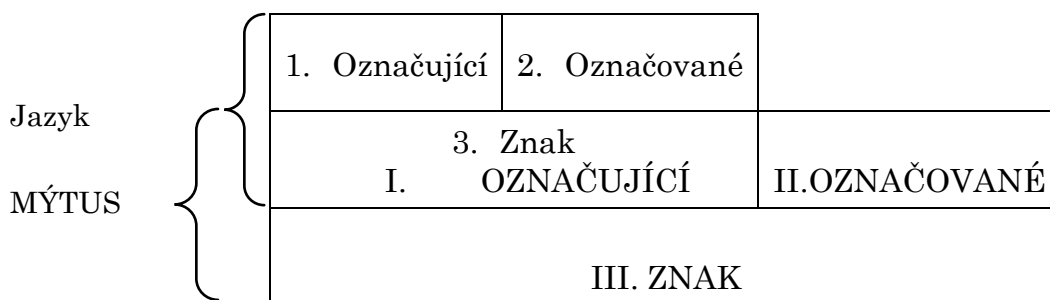 1. Označující 2. Označované
Jazyk
3. Znak
I. OZNAČUJÍCÍ II.OZNAČOVANÉ
MÝTUS
III. ZNAK